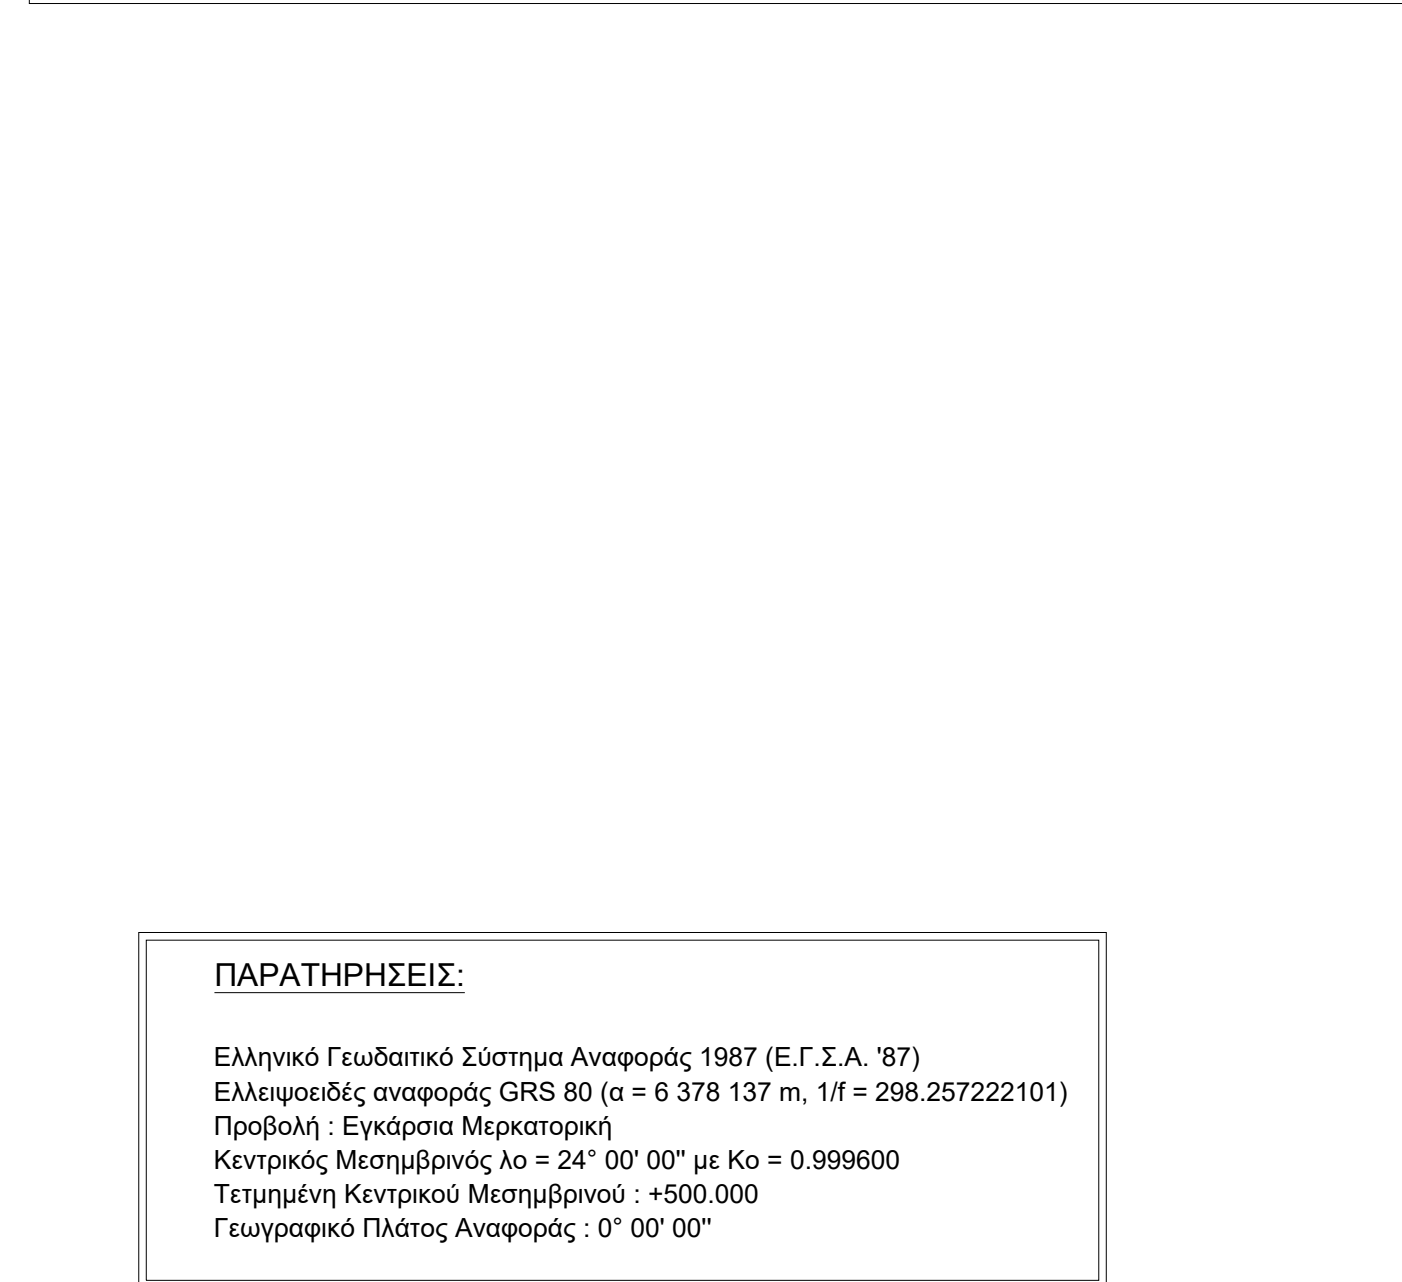 ΠΑΡΑΤΗΡΗΣΕΙΣ:
Ελληνικό Γεωδαιτικό Σύστημα Αναφοράς 1987 (Ε.Γ.Σ.Α. '87)
Ελλειψοειδές αναφοράς GRS 80 (α = 6 378 137 m, 1/f = 298.257222101)
Προβολή : Εγκάρσια Μερκατορική
Κεντρικός Μεσημβρινός λο = 24° 00' 00'' με Κο = 0.999600
Τετμημένη Κεντρικού Μεσημβρινού : +500.000
Γεωγραφικό Πλάτος Αναφοράς : 0° 00' 00''